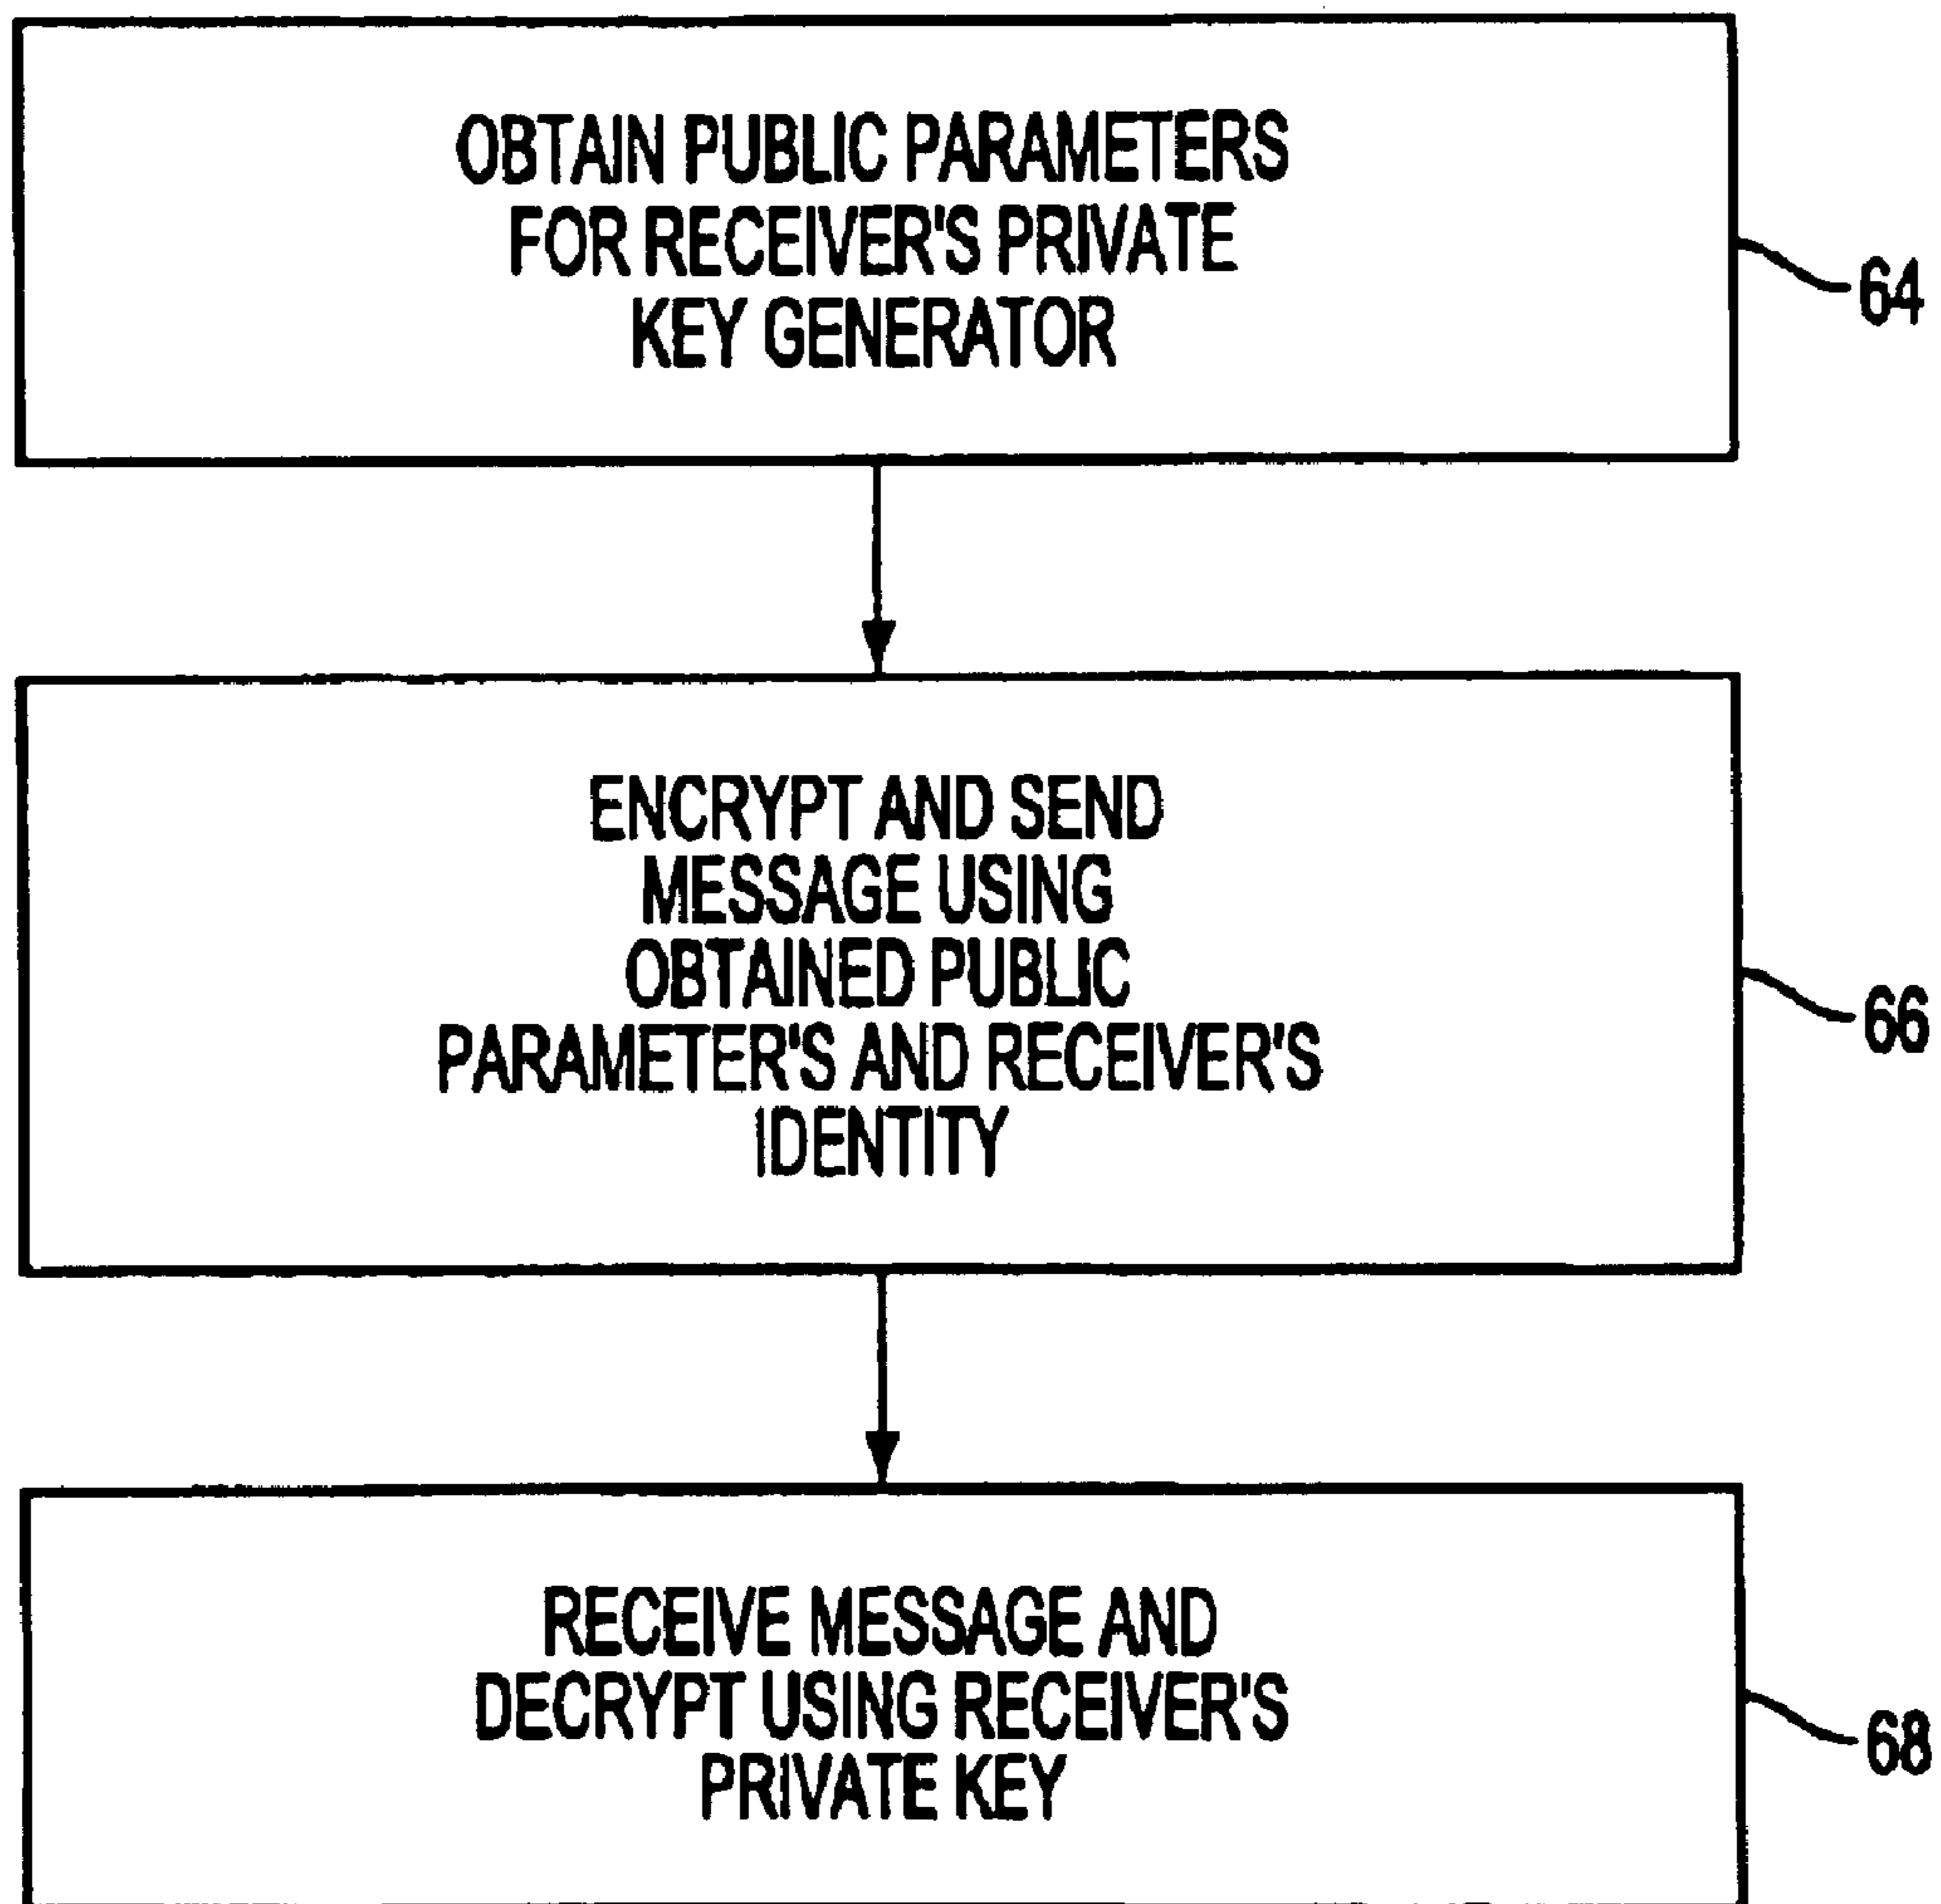 OBTAIN PUBLIC PARAMETERS
FOR RECEIVER'S PRIVATE
KEY GENERATOR
64
ENCRYPT AND SEND
MESSAGE USING
OBTAINED PUBLIC
PARAMETER'S AND RECEIVER'S
IDENTITY
66
RECEIVE MESSAGE AND
DECRYPT USING RECEIVER'S
PRIVATE KEY
68